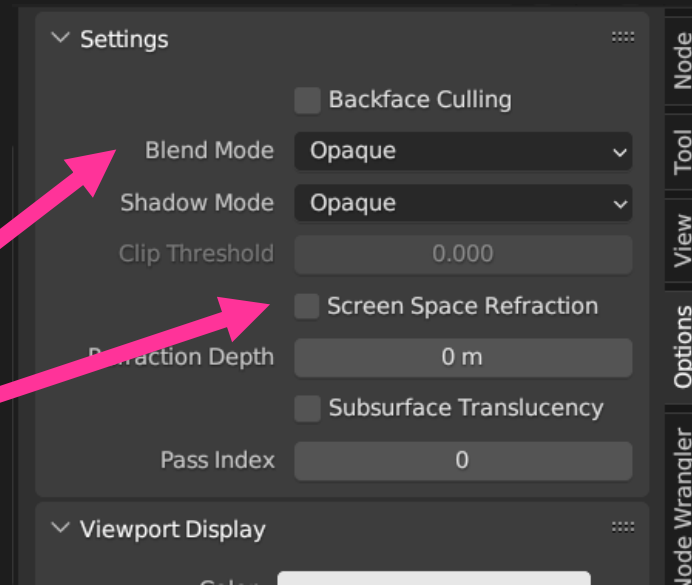 Settings
Backface Culling
Blend Mode Opaque
Shadow Mode Opaque
Clip Threshold 0.000
Screen Space Refraction
Refraction Depth 0 m
Subsurface Translucency
Pass Index 0
Viewport Display
Color
Node
Tool
View
Options
Node Wrangler